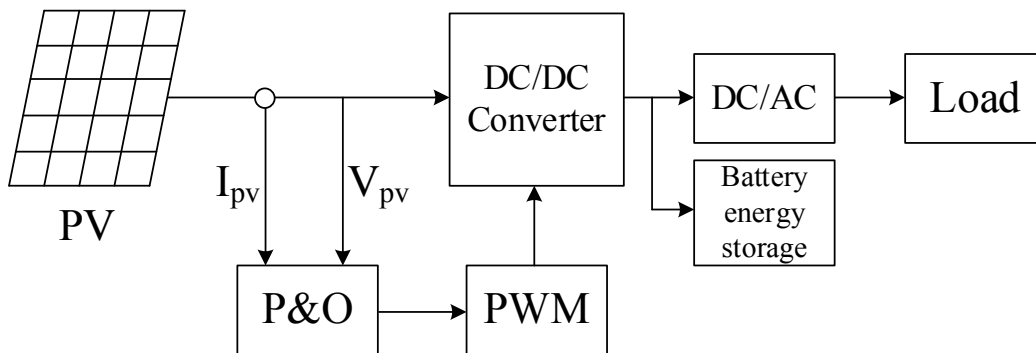 DC/DC
Converter
DC/AC
Load
Battery
energy
storage
PV
Ipv
Vpv
P&O
PWM